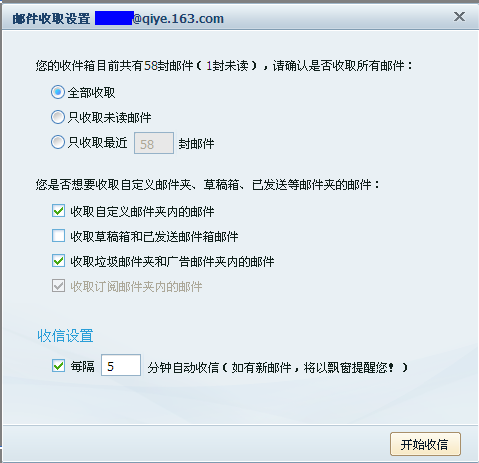 邮件收取设置 @qiye.163.com
您的收件箱目前共有58封邮件（1封未读），请确认是否收取所有邮件：
全部收取
只收取未读邮件
只收取最近 58 封邮件
您是否想要收取自定义邮件夹、草稿箱、已发送等邮件夹的邮件：
收取自定义邮件夹内的邮件
收取草稿箱和已发送邮件箱邮件
收取垃圾邮件夹和广告邮件夹内的邮件
收取订阅邮件夹内的邮件
收信设置
每隔 5 分钟自动收信（如有新邮件，将以飘窗提醒您！）
开始收信